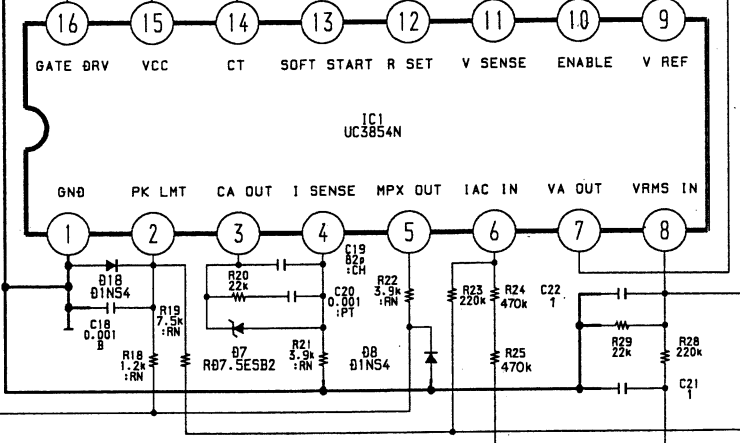 16 15 14 13 12 11 10 9
GATE DRV VCC CT SOFT START R SET V SENSE ENABLE V REF
IC1
UC3854N
GND PK LMT CA OUT I SENSE MPX OUT IAC IN VA OUT VRMS IN
1 2 3 4 5 6 7 8
D18
D1NS4
C18
0.001
B
R19
7.5k
:RN
R18
1.2k
:RN
R20
22k
C19
82p
:CH
C20
0.001
:PT
D7
RD7.5ESB2
R21
3.9k
:RN
R22
3.9k
:RN
D8
D1NS4
R23
220k
R24
470k
R25
470k
C22
1
R29
22k
R28
220k
C21
1